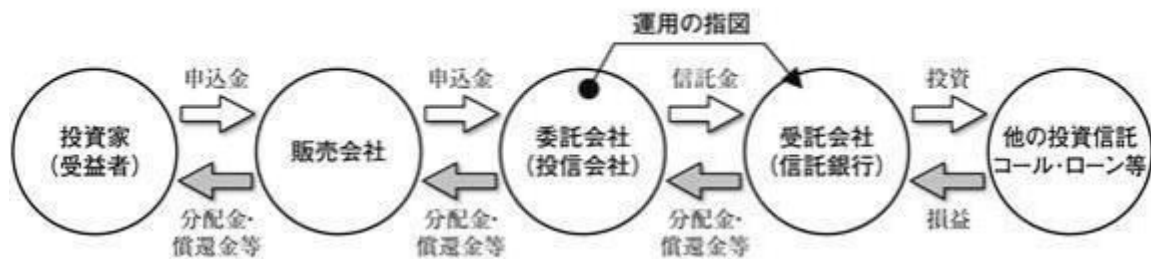 運用の指図
申込金
申込金
信託金
投資
投資家
(受益者)
販売会社
委託会社
(投信会社)
受託会社
(信託銀行)
他の投資信託
コール・ローン等
分配金・
償還金等
分配金・
償還金等
分配金・
償還金等
損益